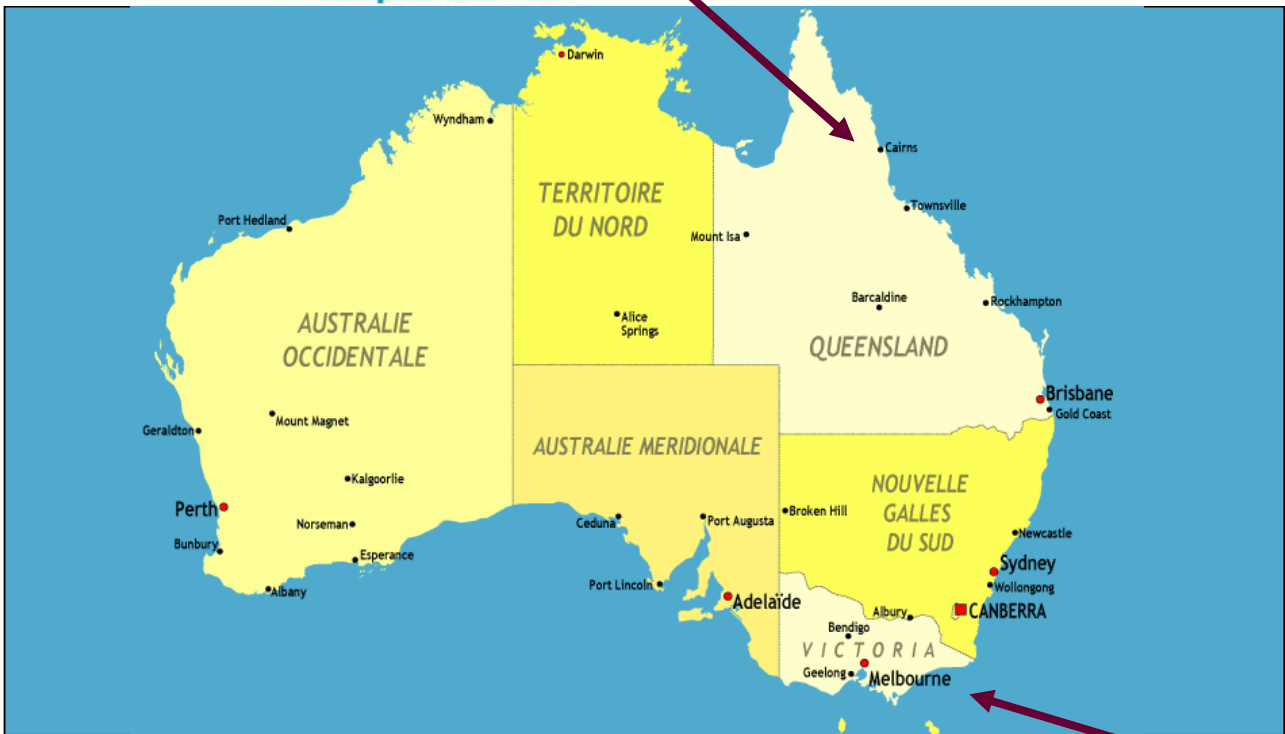 Darwin
Wyndham
Cairns
TERRITOIRE
DU NORD
Townsville
Port Hedland
Mount Isa
Barcaldine
Rockhampton
Alice
Springs
AUSTRALIE
OCCIDENTALE
QUEENSLAND
Brisbane
Gold Coast
Mount Magnet
Geraldton
AUSTRALIE MERIDIONALE
Kalgoorlie
NOUVELLE
GALLES
DU SUD
Perth
Broken Hill
Norseman
Ceduna
Port Augusta
Newcastle
Bunbury
Esperance
Sydney
Wollongong
Port Lincoln
Albany
Adelaïde
Albury
CANBERRA
Bendigo
VICTORIA
Geelong
Melbourne